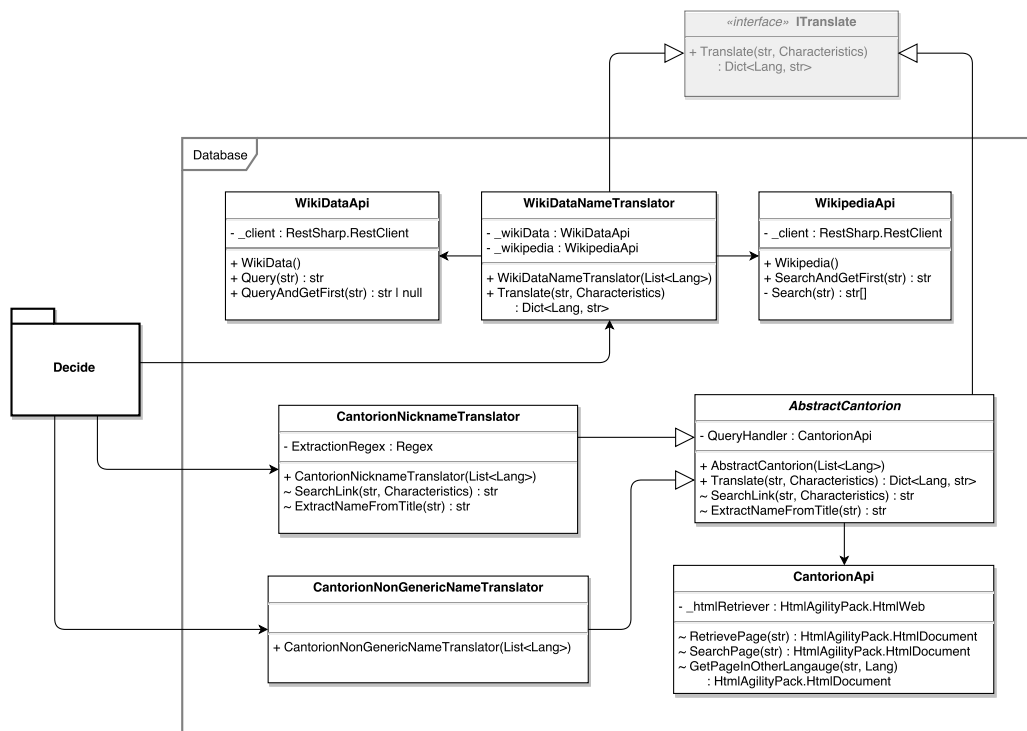 «interface» ITranslate
+ Translate(str, Characteristics)
: Dict<Lang, str>
Database
WikiDataApi
- _client : RestSharp.RestClient
+ WikiData()
+ Query(str) : str
+ QueryAndGetFirst(str) : str | null
WikiDataNameTranslator
- _wikiData : WikiDataApi
- _wikipedia : WikipediaApi
+ WikiDataNameTranslator(List<Lang>)
+ Translate(str, Characteristics)
: Dict<Lang, str>
WikipediaApi
- _client : RestSharp.RestClient
+ Wikipedia()
+ SearchAndGetFirst(str) : str
- Search(str) : str[]
Decide
CantorionNicknameTranslator
- ExtractionRegex : Regex
+ CantorionNicknameTranslator(List<Lang>)
~ SearchLink(str, Characteristics) : str
~ ExtractNameFromTitle(str) : str
AbstractCantorion
- QueryHandler : CantorionApi
+ AbstractCantorion(List<Lang>)
+ Translate(str, Characteristics) : Dict<Lang, str>
~ SearchLink(str, Characteristics) : str
~ ExtractNameFromTitle(str) : str
CantorionNonGenericNameTranslator
+ CantorionNonGenericNameTranslator(List<Lang>)
CantorionApi
- _htmlRetriever : HtmlAgilityPack.HtmlWeb
~ RetrievePage(str) : HtmlAgilityPack.HtmlDocument
~ SearchPage(str) : HtmlAgilityPack.HtmlDocument
~ GetPageInOtherLangauge(str, Lang)
: HtmlAgilityPack.HtmlDocument